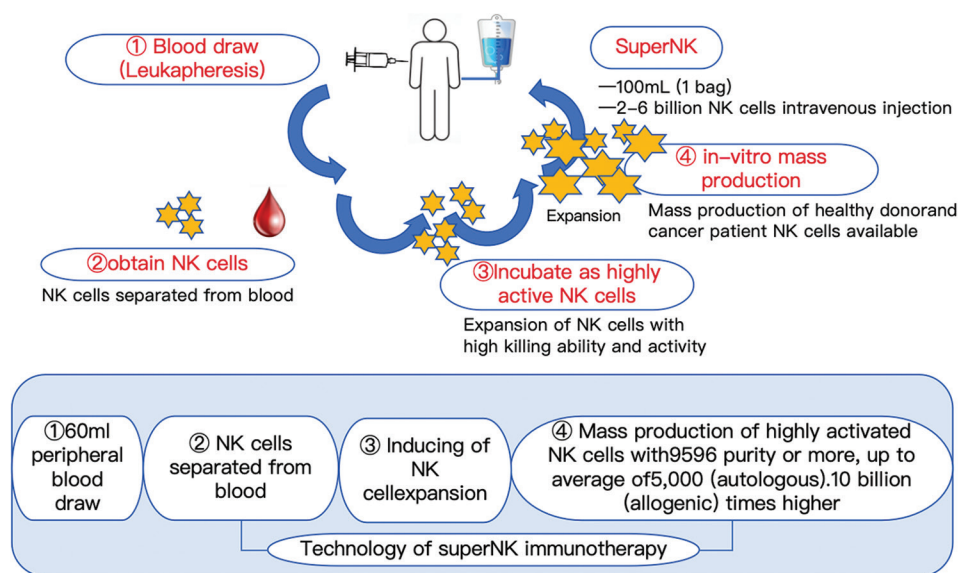 ① Blood draw
(Leukapheresis)
SuperNK
—100mL (1 bag)
—2-6 billion NK cells intravenous injection
④ in-vitro mass
production
Expansion
Mass production of healthy donorand
cancer patient NK cells available
②obtain NK cells
NK cells separated from blood
③Incubate as highly
active NK cells
Expansion of NK cells with
high killing ability and activity
①60ml
peripheral
blood
draw
② NK cells
separated from
blood
③ Inducing of
NK
cellexpansion
④ Mass production of highly activated
NK cells with9596 purity or more, up to
average of5,000 (autologous).10 billion
(allogenic) times higher
Technology of superNK immunotherapy